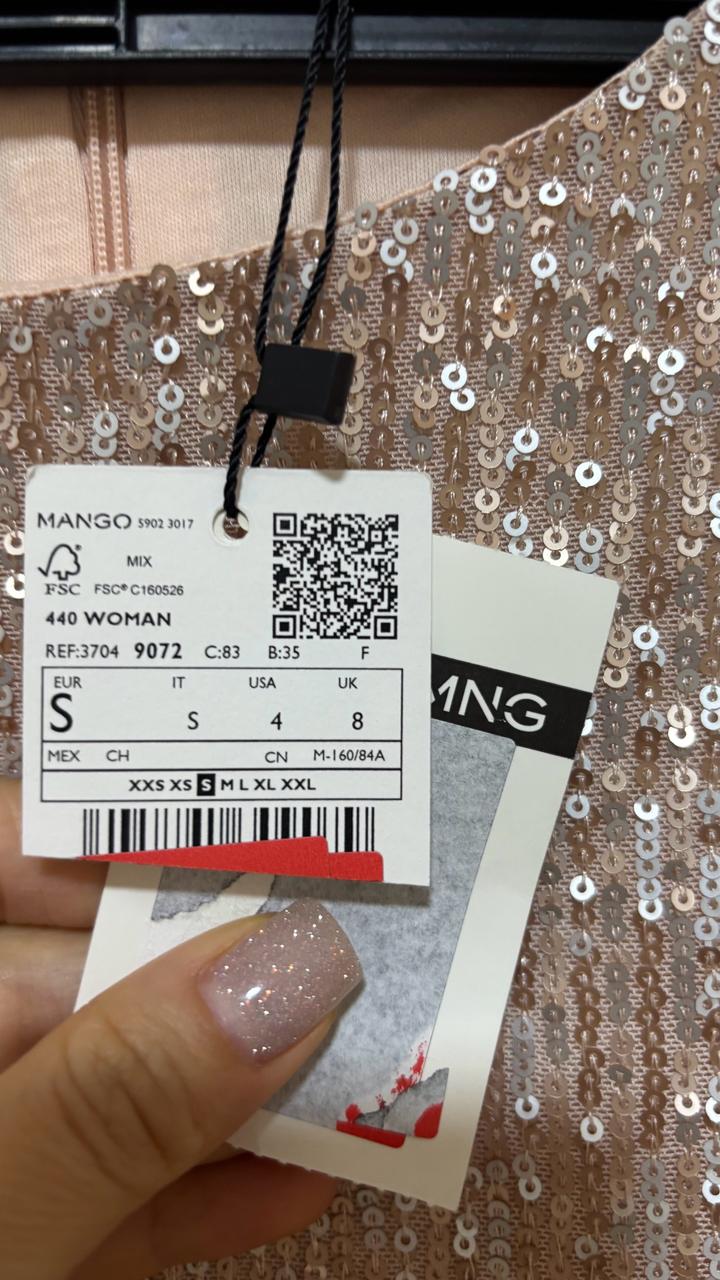 MANGO 5902 3017
MIX
FSC
FSC® C160526
440 WOMAN
REF:3704 9072 C:83 B:35 F
EUR IT USA UK
S S 4 8
MEX CH CN M-160/84A
XXS XS S M L XL XXL
MNG